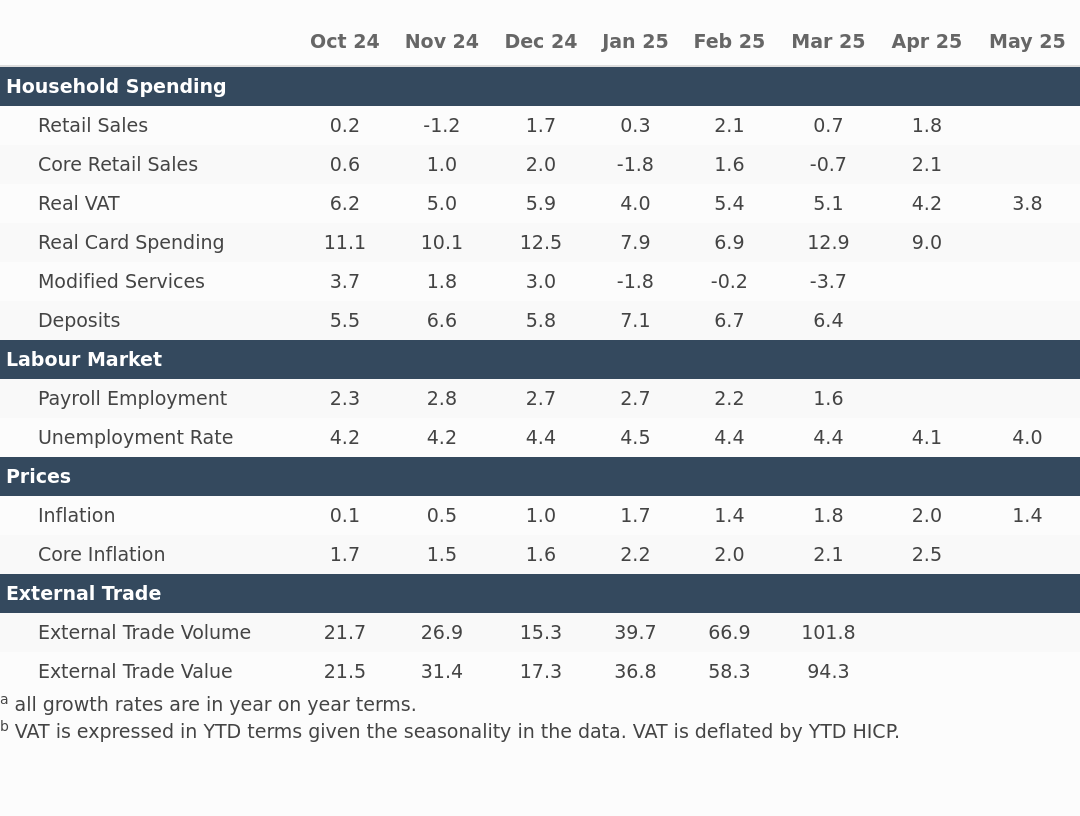 Oct 24 Nov 24 Dec 24 Jan 25 Feb 25 Mar 25 Apr 25 May 25
Household Spending
Retail Sales 0.2 -1.2 1.7 0.3 2.1 0.7 1.8
Core Retail Sales 0.6 1.0 2.0 -1.8 1.6 -0.7 2.1
Real VAT 6.2 5.0 5.9 4.0 5.4 5.1 4.2 3.8
Real Card Spending 11.1 10.1 12.5 7.9 6.9 12.9 9.0
Modified Services 3.7 1.8 3.0 -1.8 -0.2 -3.7
Deposits 5.5 6.6 5.8 7.1 6.7 6.4
Labour Market
Payroll Employment 2.3 2.8 2.7 2.7 2.2 1.6
Unemployment Rate 4.2 4.2 4.4 4.5 4.4 4.4 4.1 4.0
Prices
Inflation 0.1 0.5 1.0 1.7 1.4 1.8 2.0 1.4
Core Inflation 1.7 1.5 1.6 2.2 2.0 2.1 2.5
External Trade
External Trade Volume 21.7 26.9 15.3 39.7 66.9 101.8
External Trade Value 21.5 31.4 17.3 36.8 58.3 94.3
a all growth rates are in year on year terms.
b VAT is expressed in YTD terms given the seasonality in the data. VAT is deflated by YTD HICP.